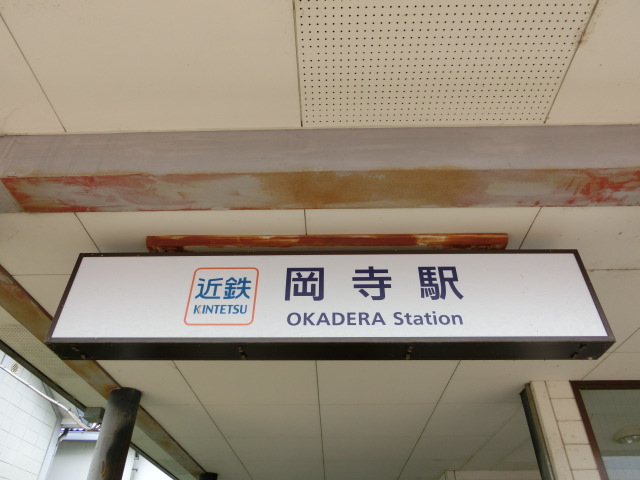 近鉄
KINTETSU
岡寺駅
OKADERA Station